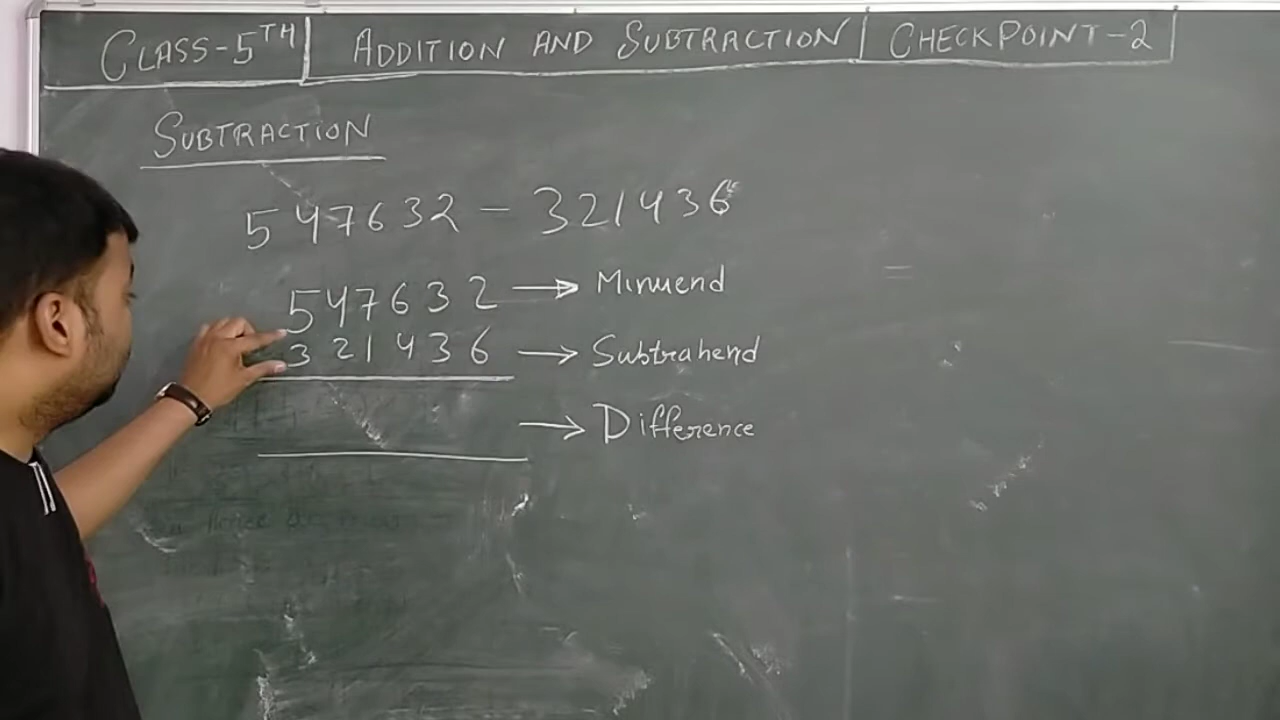 CLASS-5TH | ADDITION AND SUBTRACTION | CHECKPOINT-2
SUBTRACTION
547632 - 321436
547632 → Minuend
321436 → Subtrahend
→ Difference